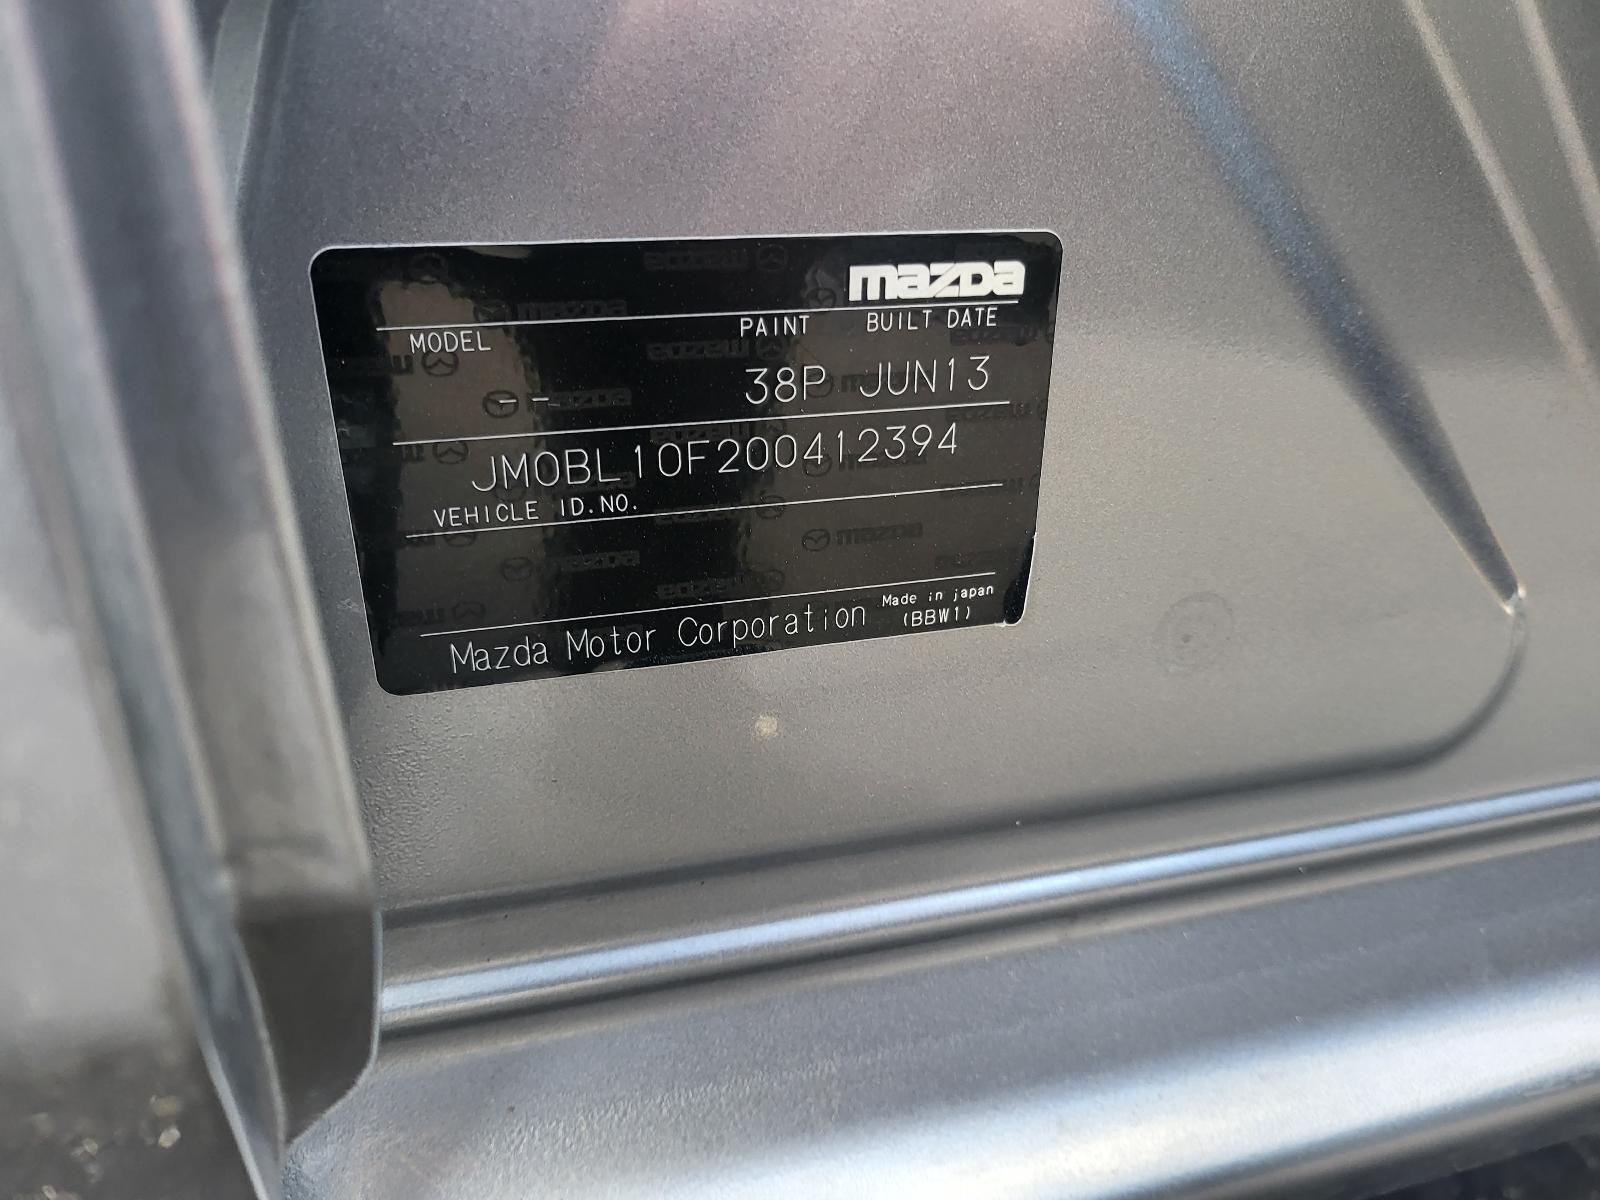 mazda
MODEL PAINT BUILT DATE
-- 38P JUN13
JM0BL10F200412394
VEHICLE ID.NO.
Mazda Motor Corporation Made in japan
(BBW1)